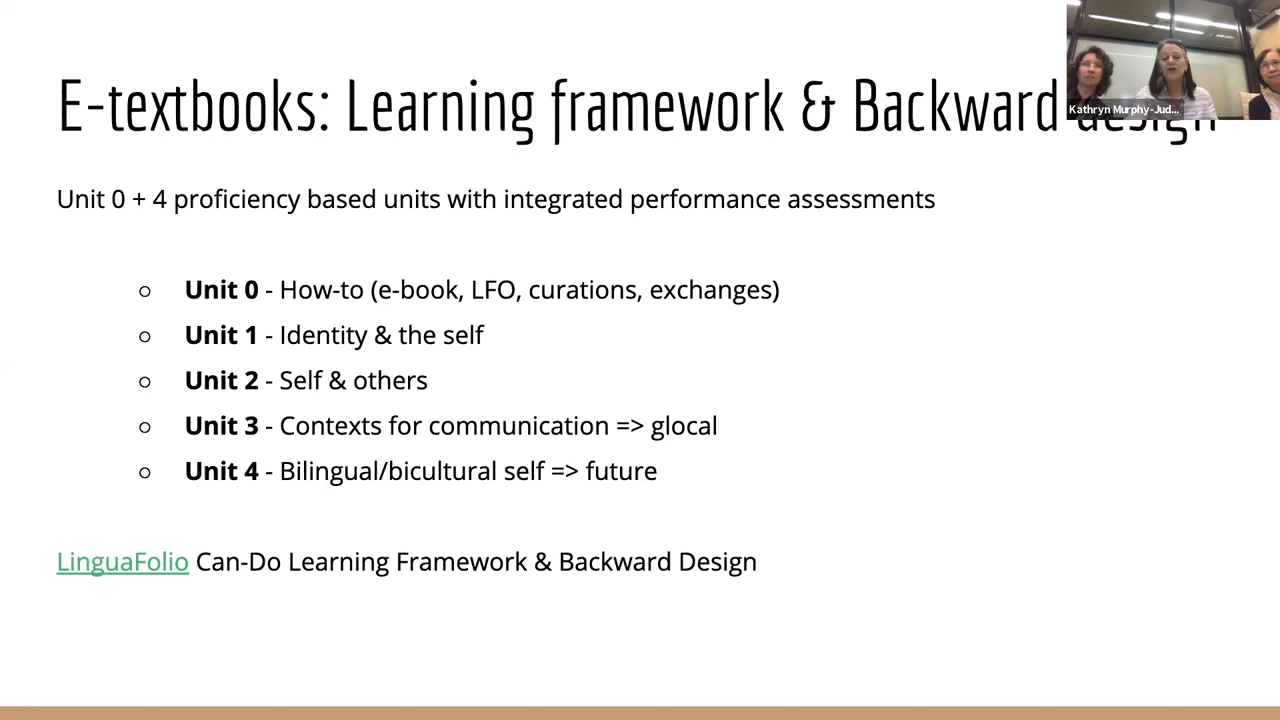 E-textbooks: Learning framework & Backward design
Kathryn Murphy-Jud...
Unit 0 + 4 proficiency based units with integrated performance assessments
○ Unit 0 - How-to (e-book, LFO, curations, exchanges)
○ Unit 1 - Identity & the self
○ Unit 2 - Self & others
○ Unit 3 - Contexts for communication => glocal
○ Unit 4 - Bilingual/bicultural self => future
LinguaFolio Can-Do Learning Framework & Backward Design